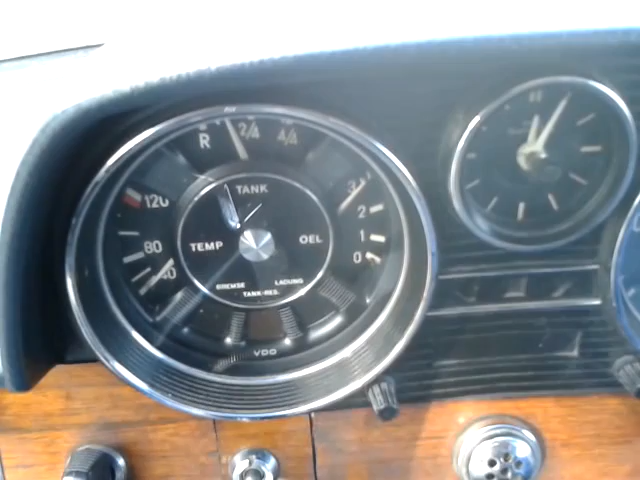 R 2/4 4/4
TANK
120 3
2
TEMP OEL
80 1
40 0
BREMSE LADUNG
TANK-RES.
VDO